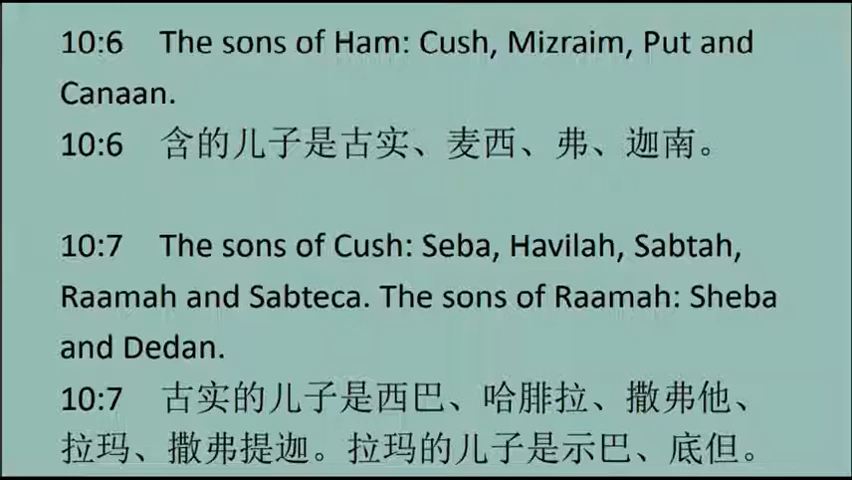 10:6 The sons of Ham: Cush, Mizraim, Put and
Canaan.
10:6 含的儿子是古实、麦西、弗、迦南。
10:7 The sons of Cush: Seba, Havilah, Sabtah,
Raamah and Sabteca. The sons of Raamah: Sheba
and Dedan.
10:7 古实的儿子是西巴、哈腓拉、撒弗他、
拉玛、撒弗提迦。拉玛的儿子是示巴、底但。